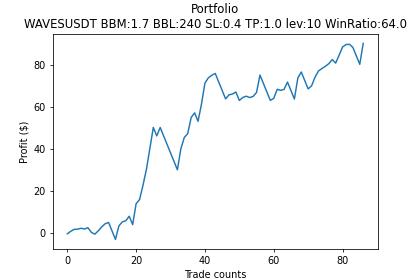 Portfolio
WAVESUSDT BBM:1.7 BBL:240 SL:0.4 TP:1.0 lev:10 WinRatio:64.0
Profit ($)
80
60
40
20
0
0 20 40 60 80
Trade counts